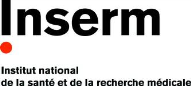 Inserm
Institut national
de la santé et de la recherche médicale